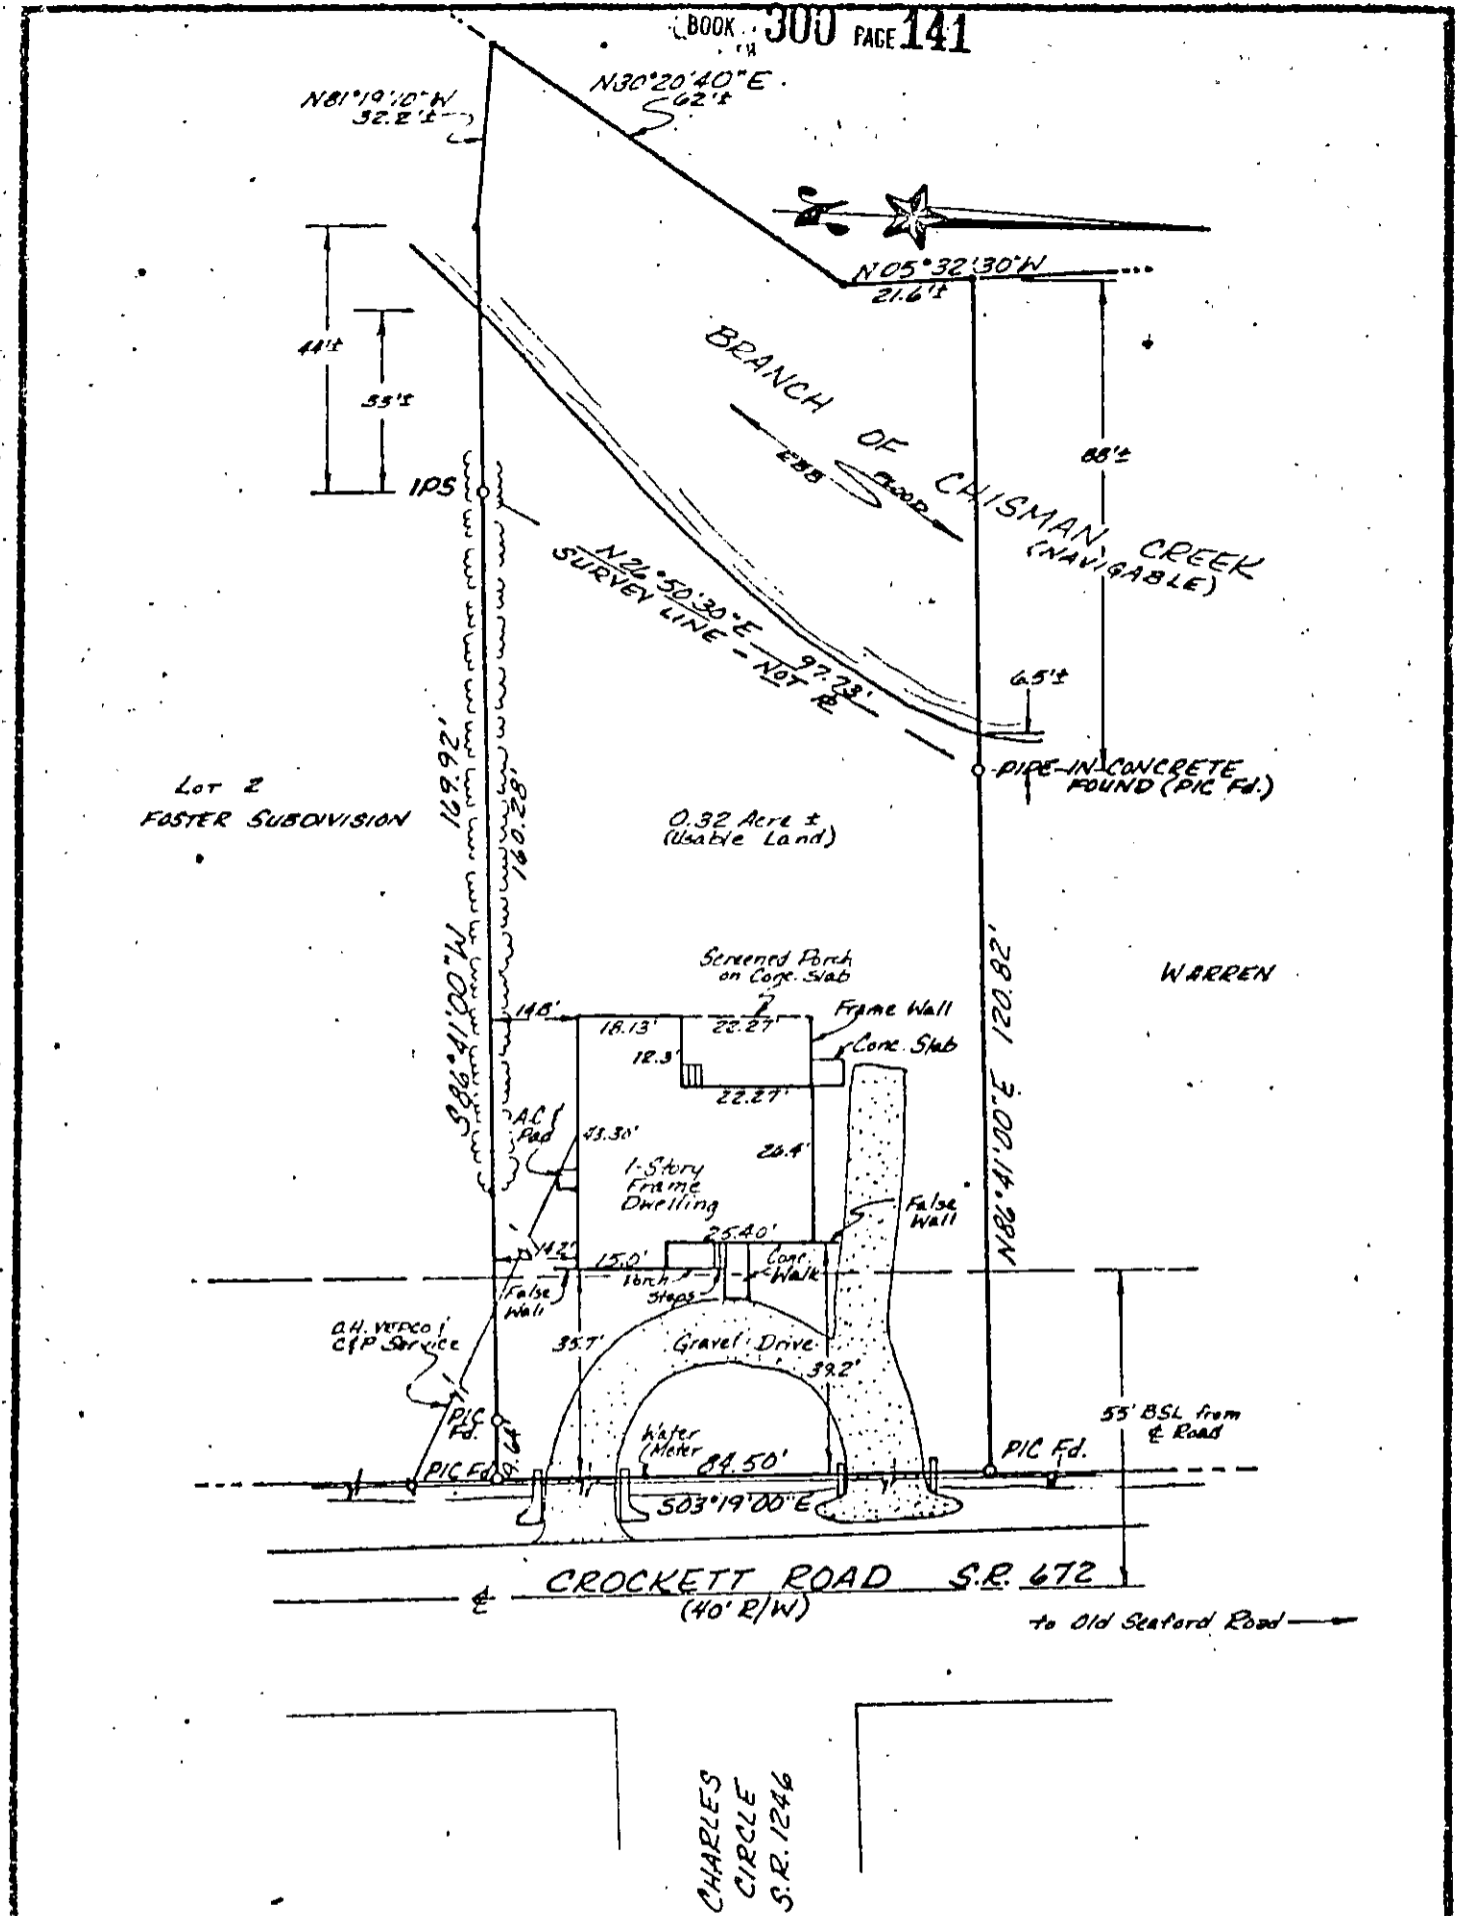 BOOK 300 PAGE 141
N81°19'10"W
32.2'±
N30°20'40"E
62'±
N05°32'30"W
21.6'±
44'±
33'±
IPS
BRANCH OF CHISMAN CREEK
(NAVIGABLE)
EBB
FLOOD
88'±
N26°50'30"E 97.73'
SURVEY LINE - NOT PL
6.5'±
PIPE-IN-CONCRETE
FOUND (PIC Fd.)
LOT 2
FOSTER SUBDIVISION
169.92'
160.28'
S86°41'00"W
0.32 Acre ±
(Usable Land)
WARREN
N86°41'00"E 120.82'
Screened Porch
on Conc. Slab
Frame Wall
Conc. Slab
14.8'
18.13'
22.27'
18.3'
22.27'
A.C.
Pad
43.30'
26.4'
1-Story
Frame
Dwelling
False
Wall
25.40'
14.2'
15.0'
Porch
Steps
Conc.
Walk
False
Wall
O.H. VEPCO &
C&P Service
35.7'
Gravel Drive
39.2'
55' BSL from
℄ Road
PIC
Fd.
9.64'
Water
Meter
PIC Fd.
84.50'
PIC Fd.
S03°19'00"E
CROCKETT ROAD S.R. 672
℄
(40' R/W)
to Old Seaford Road
CHARLES
CIRCLE
S.R. 1246